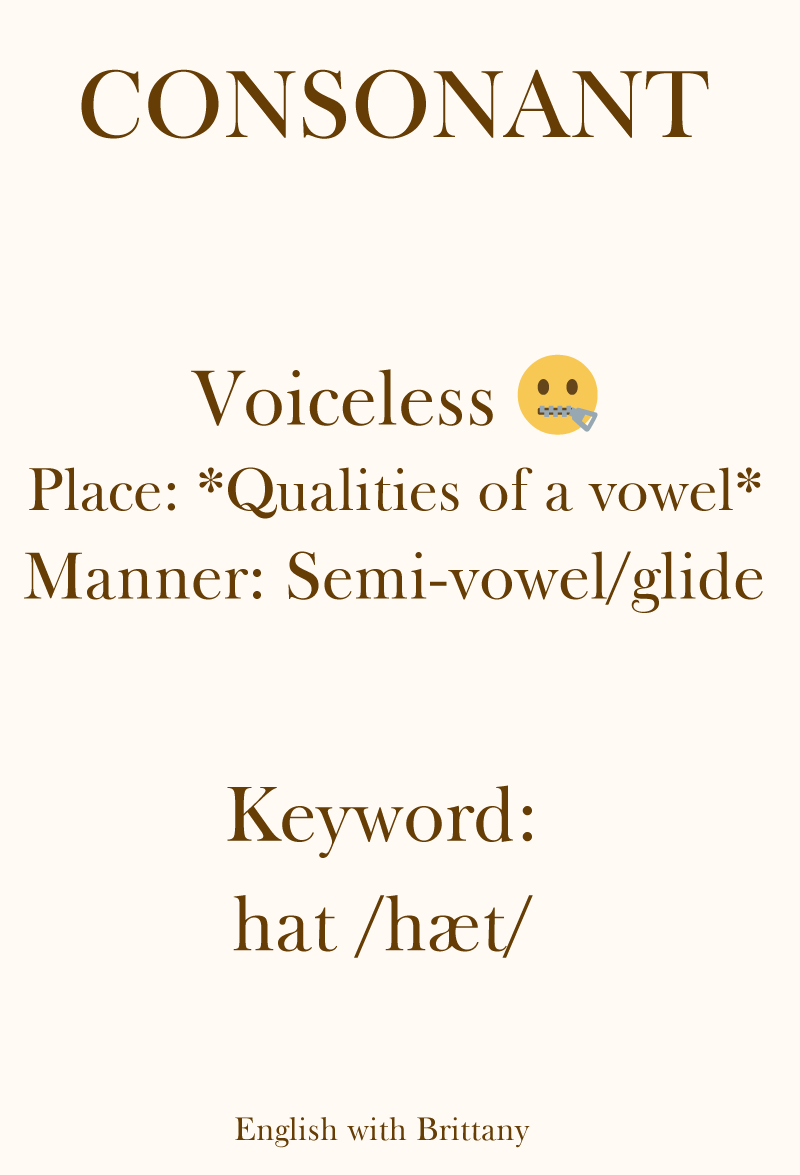 CONSONANT
Voiceless 🤐
Place: *Qualities of a vowel*
Manner: Semi-vowel/glide
Keyword:
hat /hæt/
English with Brittany